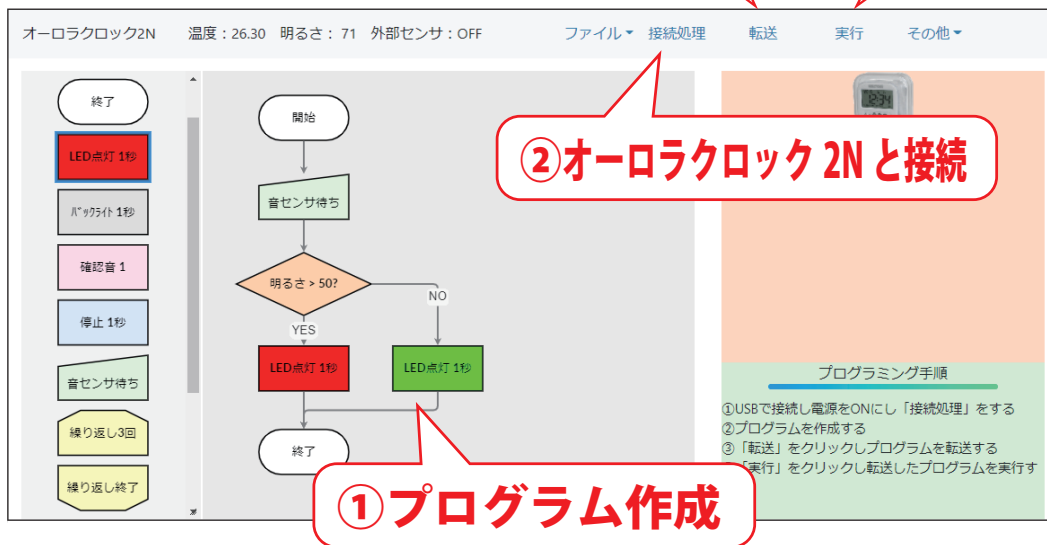 オーロラクロック2N 温度：26.30 明るさ： 71 外部センサ：OFF ファイル 接続処理 転送 実行 その他
終了
LED点灯 1秒
ﾊﾞｯｸﾗｲﾄ 1秒
確認音 1
停止 1秒
音センサ待ち
繰り返し3回
繰り返し終了
開始
音センサ待ち
明るさ > 50?
NO
YES
LED点灯 1秒
LED点灯 1秒
終了
②オーロラクロック 2N と接続
①プログラム作成
12:34
プログラミング手順
①USBで接続し電源をONにし「接続処理」をする
②プログラムを作成する
③「転送」をクリックしプログラムを転送する
「実行」をクリックし転送したプログラムを実行す